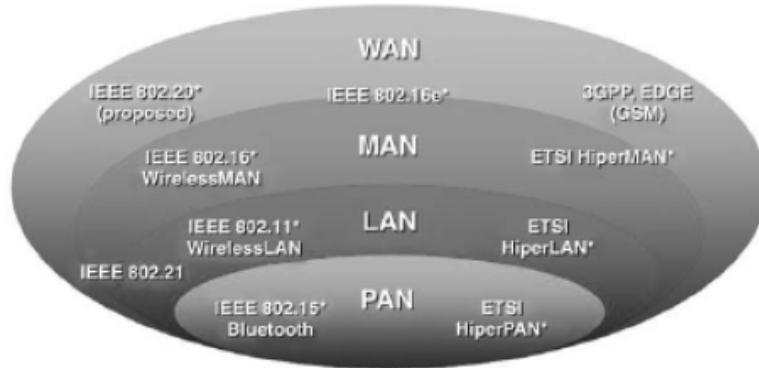 WAN
IEEE 802.20*
(proposed)
IEEE 802.16e*
3GPP, EDGE
(GSM)
MAN
IEEE 802.16*
WirelessMAN
ETSI HiperMAN*
LAN
IEEE 802.11*
WirelessLAN
ETSI
HiperLAN*
IEEE 802.21
PAN
IEEE 802.15*
Bluetooth
ETSI
HiperPAN*